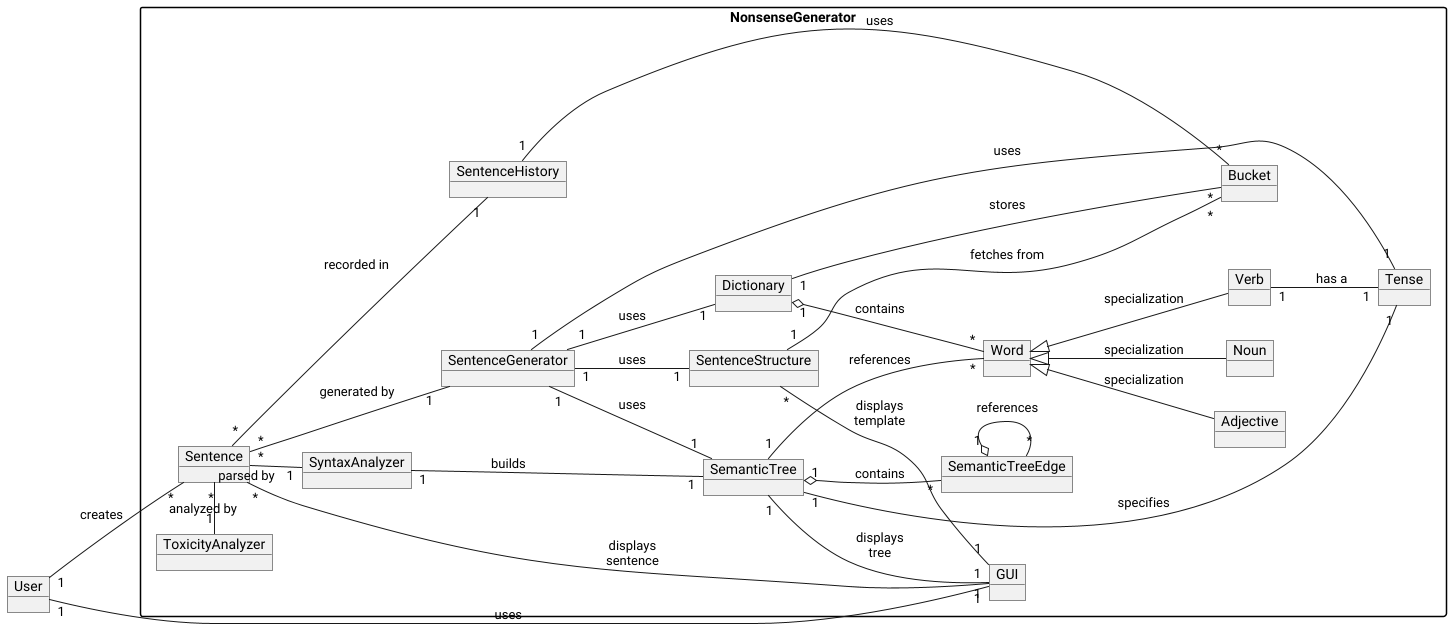 NonsenseGenerator
uses
1
*
SentenceHistory
1
Bucket
uses
*
*
stores
recorded in
fetches from
1
Dictionary
1
1
contains
Verb
1
has a
1
Tense
1
specialization
1
uses
1
1
SentenceGenerator
1
uses
1
SentenceStructure
1
*
references
*
Word
*
specialization
Noun
specialization
Adjective
generated by
1
1
uses
1
*
displays
template
1
references
1
*
*
*
*
Sentence
parsed by
1
SyntaxAnalyzer
1
builds
1
SemanticTree
1
contains
*
SemanticTreeEdge
1
specifies
*
*
*
analyzed by
1
creates
ToxicityAnalyzer
displays
sentence
1
displays
tree
1
1
1
GUI
User
1
1
uses